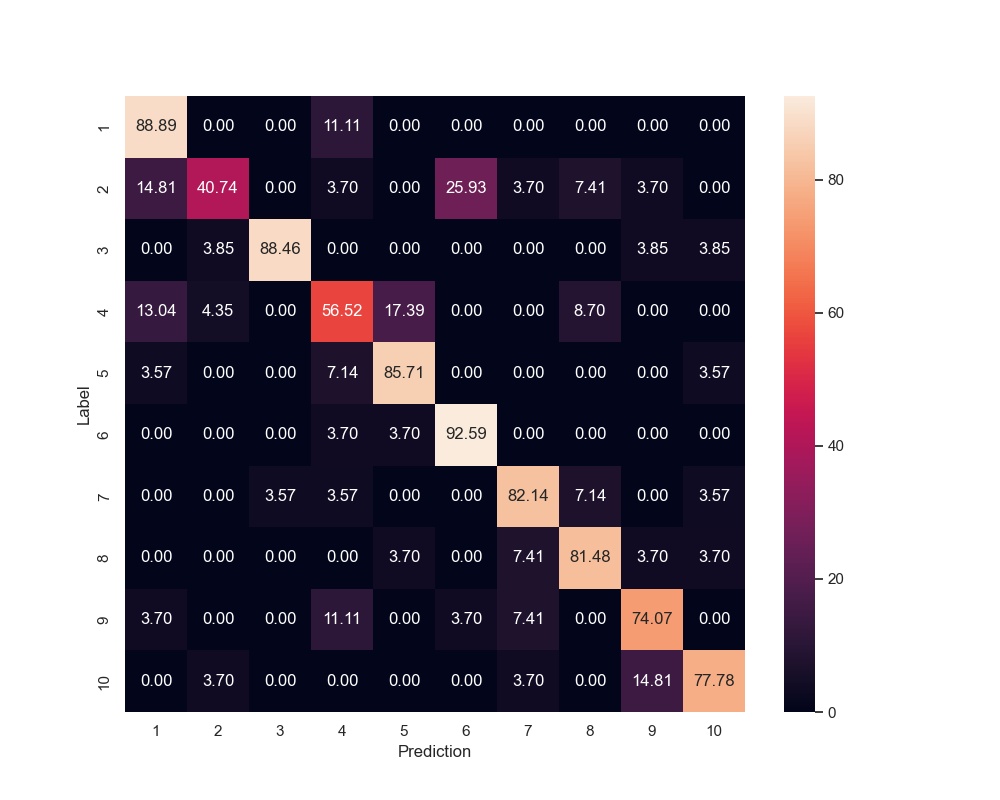 1 88.89 0.00 0.00 11.11 0.00 0.00 0.00 0.00 0.00 0.00
2 14.81 40.74 0.00 3.70 0.00 25.93 3.70 7.41 3.70 0.00
3 0.00 3.85 88.46 0.00 0.00 0.00 0.00 0.00 3.85 3.85
4 13.04 4.35 0.00 56.52 17.39 0.00 0.00 8.70 0.00 0.00
5 3.57 0.00 0.00 7.14 85.71 0.00 0.00 0.00 0.00 3.57
6 0.00 0.00 0.00 3.70 3.70 92.59 0.00 0.00 0.00 0.00
7 0.00 0.00 3.57 3.57 0.00 0.00 82.14 7.14 0.00 3.57
8 0.00 0.00 0.00 0.00 3.70 0.00 7.41 81.48 3.70 3.70
9 3.70 0.00 0.00 11.11 0.00 3.70 7.41 0.00 74.07 0.00
10 0.00 3.70 0.00 0.00 0.00 0.00 3.70 0.00 14.81 77.78
1 2 3 4 5 6 7 8 9 10
Prediction
Label
80
60
40
20
0